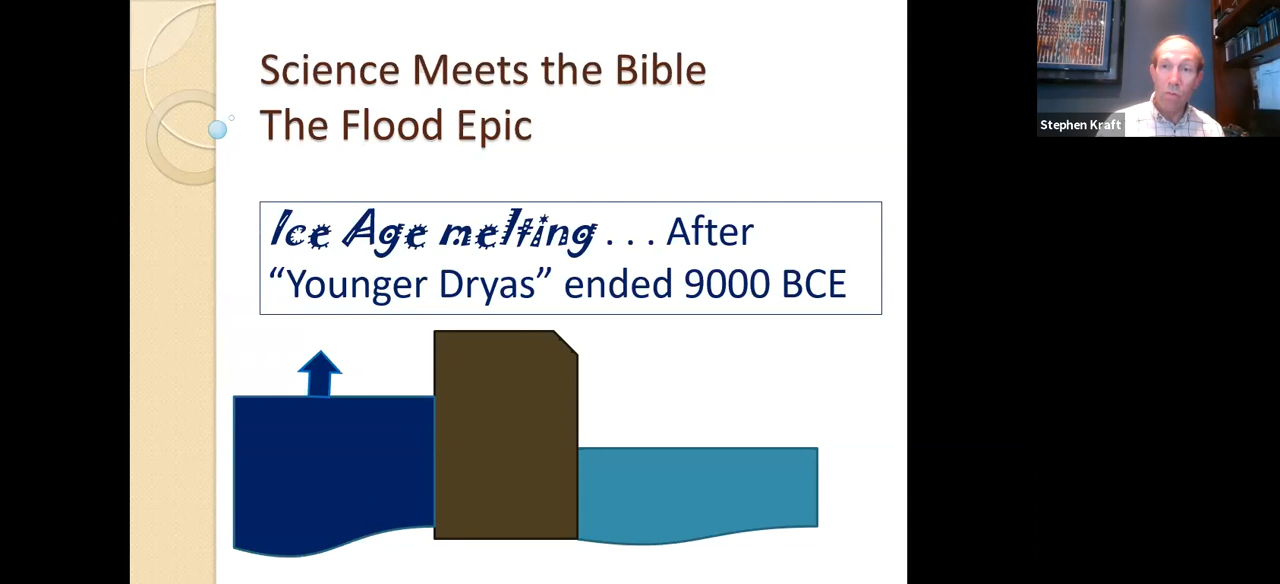 Science Meets the Bible
The Flood Epic
Ice Age melting . . . After
“Younger Dryas” ended 9000 BCE
Stephen Kraft